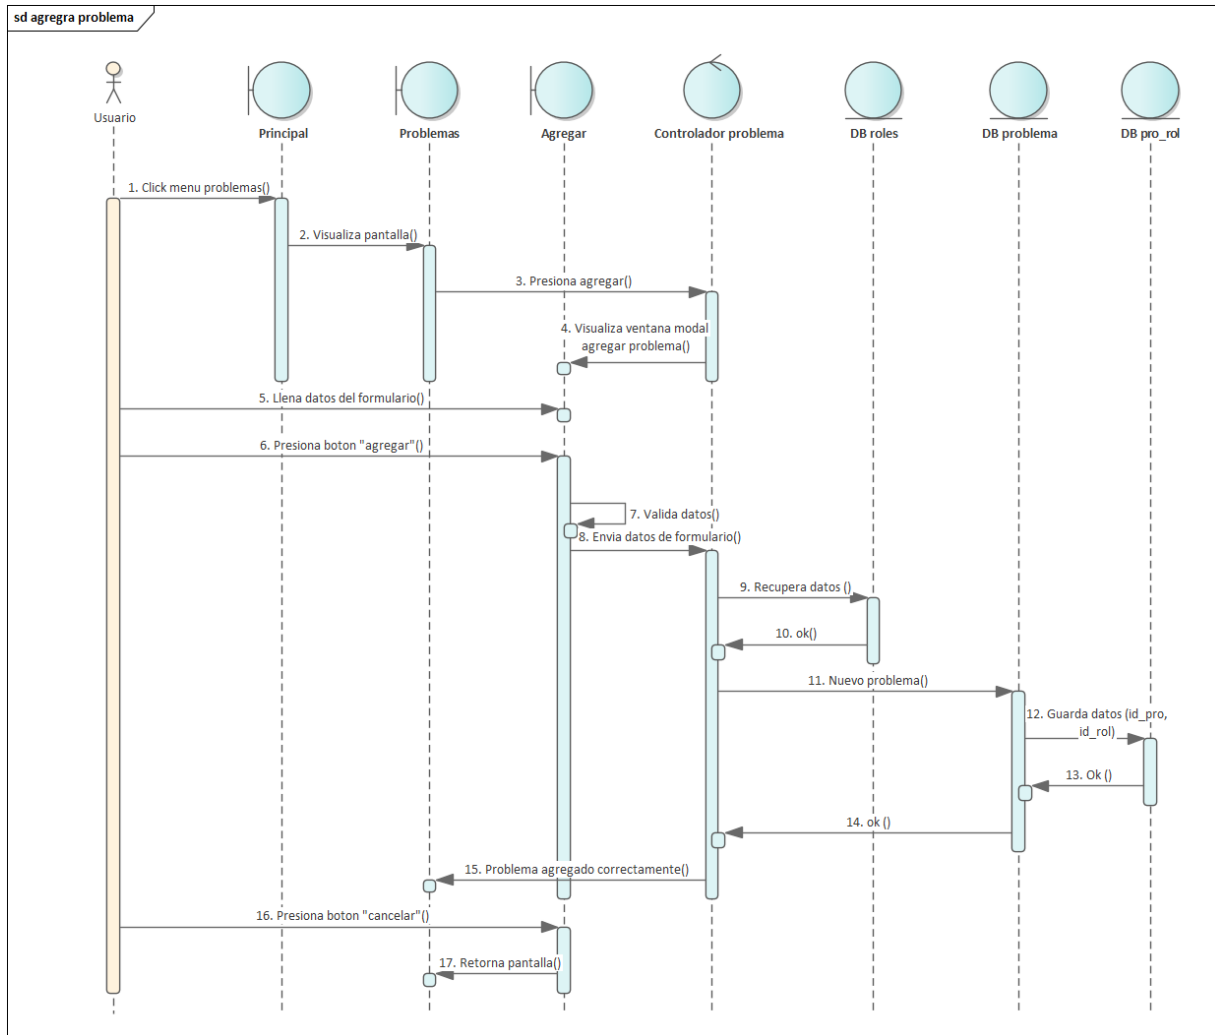 sd agregra problema
Usuario
Principal
Problemas
Agregar
Controlador problema
DB roles
DB problema
DB pro_rol
1. Click menu problemas()
2. Visualiza pantalla()
3. Presiona agregar()
4. Visualiza ventana modal
agregar problema()
5. Llena datos del formulario()
6. Presiona boton "agregar"()
7. Valida datos()
8. Envia datos de formulario()
9. Recupera datos ()
10. ok()
11. Nuevo problema()
12. Guarda datos (id_pro,
id_rol)
13. Ok ()
14. ok ()
15. Problema agregado correctamente()
16. Presiona boton "cancelar"()
17. Retorna pantalla()